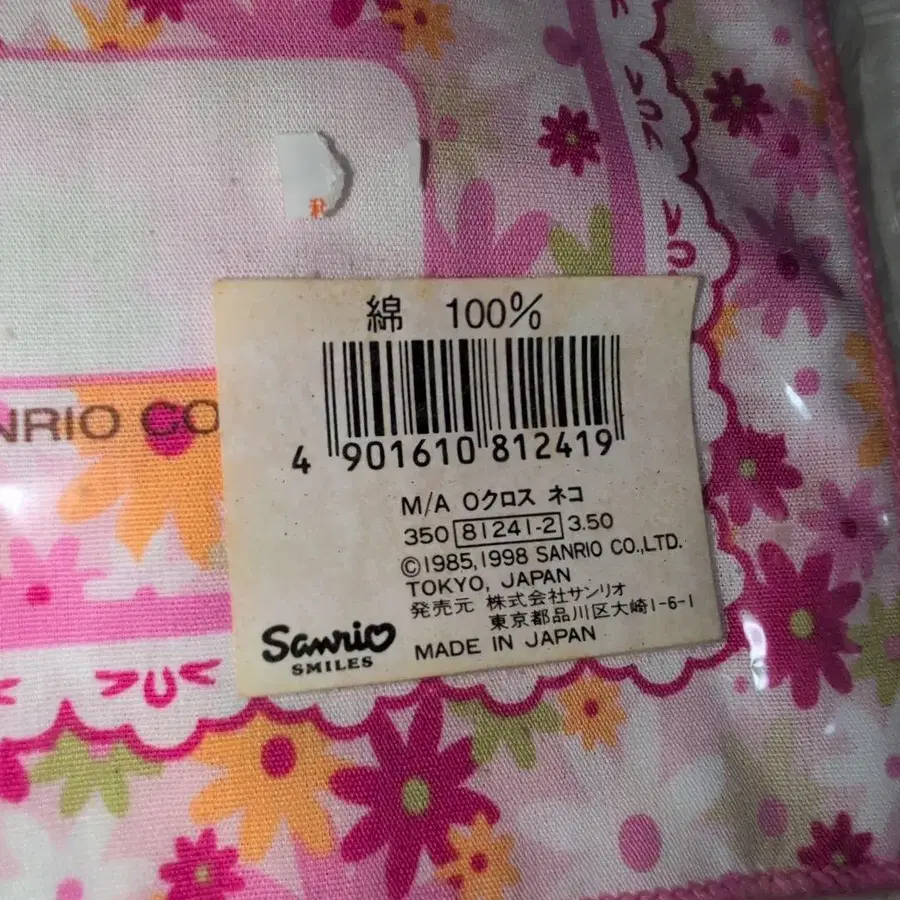 NRIO CO
綿 100%
4 901610 812419
M/A Oクロス ネコ
350 81241-2 3.50
©1985,1998 SANRIO CO.,LTD.
TOKYO, JAPAN
発売元 株式会社サンリオ
東京都品川区大崎1-6-1
MADE IN JAPAN
Sanrio
SMILES